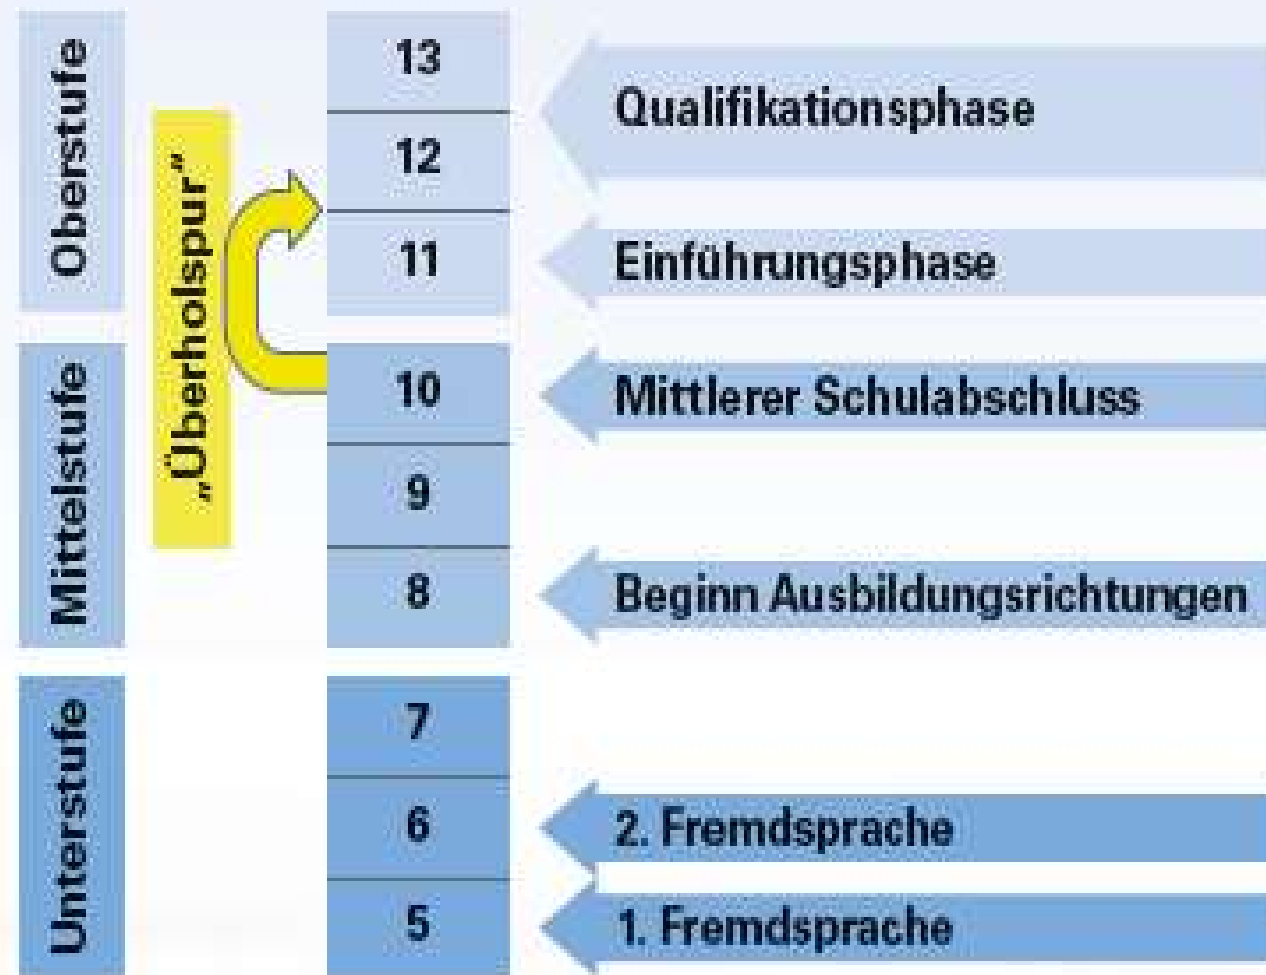 Oberstufe
„Überholspur“
13
12
11
Qualifikationsphase
Einführungsphase
Mittelstufe
10
9
8
Mittlerer Schulabschluss
Beginn Ausbildungsrichtungen
Unterstufe
7
6
5
2. Fremdsprache
1. Fremdsprache